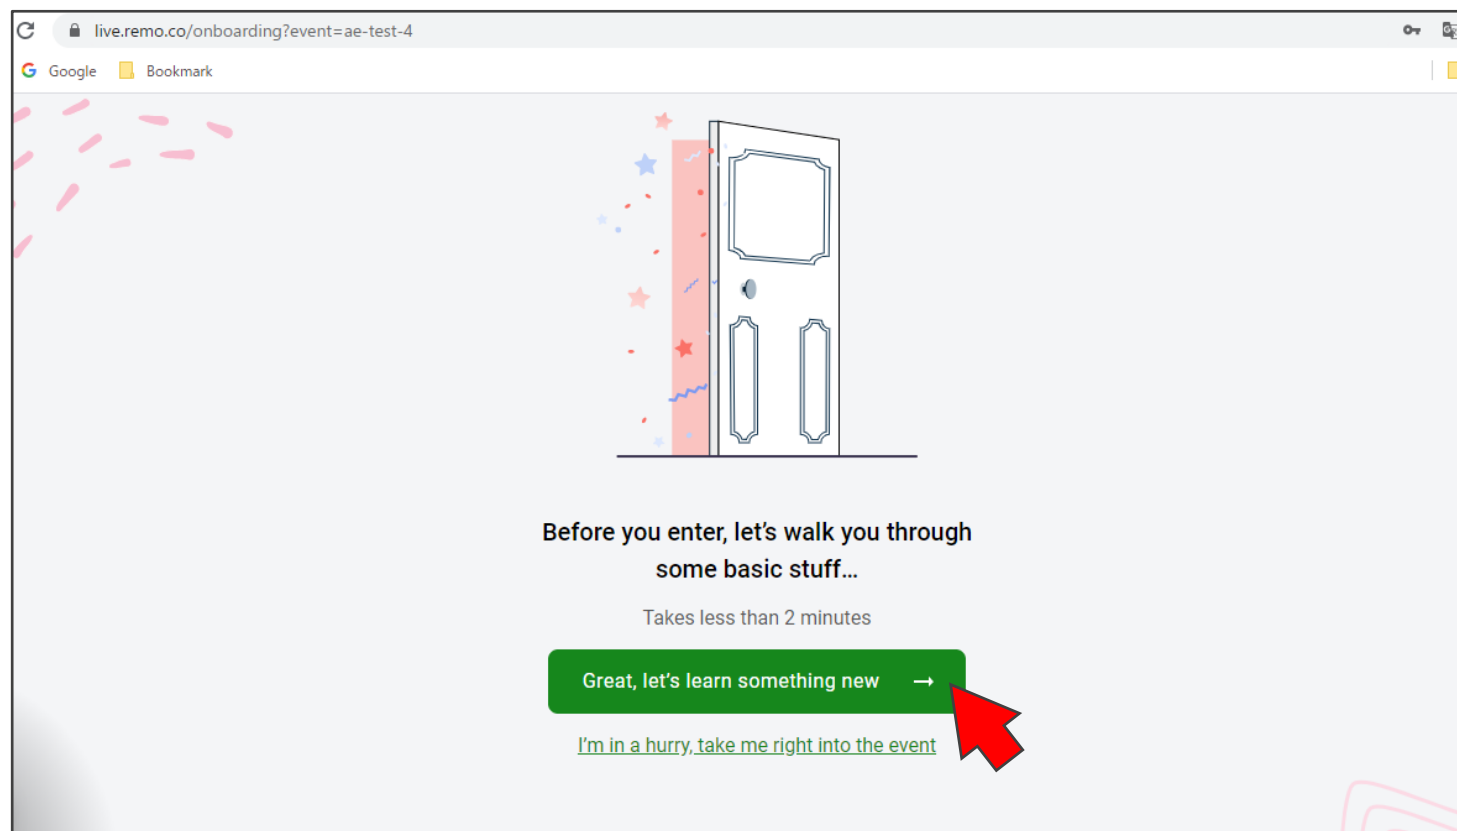 live.remo.co/onboarding?event=ae-test-4
Google Bookmark
Before you enter, let’s walk you through
some basic stuff…
Takes less than 2 minutes
Great, let’s learn something new →
I’m in a hurry, take me right into the event